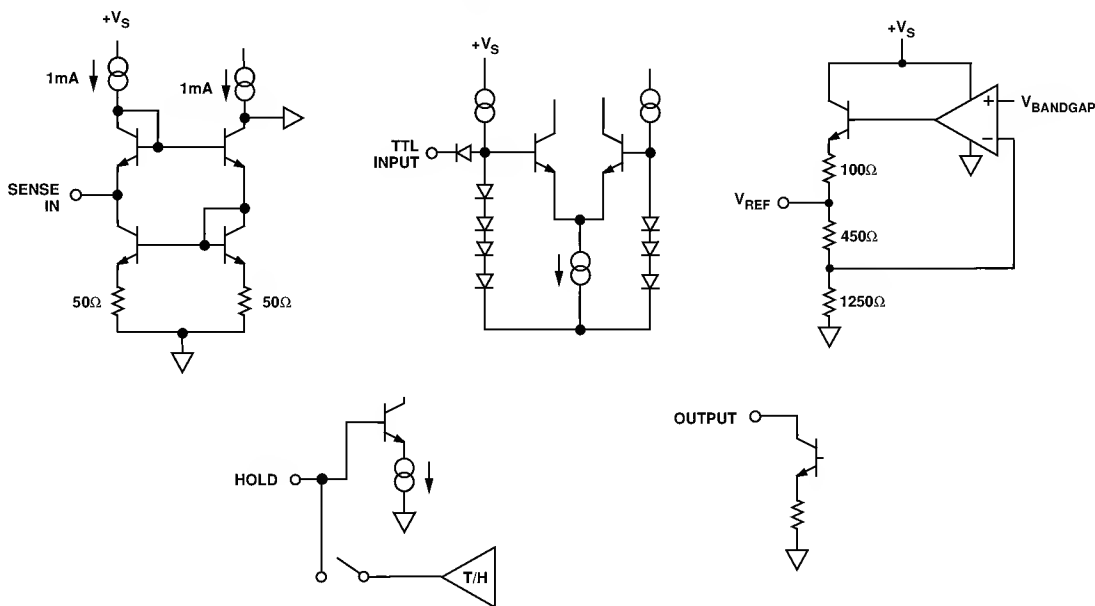 +VS
1mA
1mA
SENSE
IN
50Ω
50Ω
+VS
TTL
INPUT
+VS
VBANDGAP
+
−
100Ω
VREF
450Ω
1250Ω
HOLD
T/H
OUTPUT